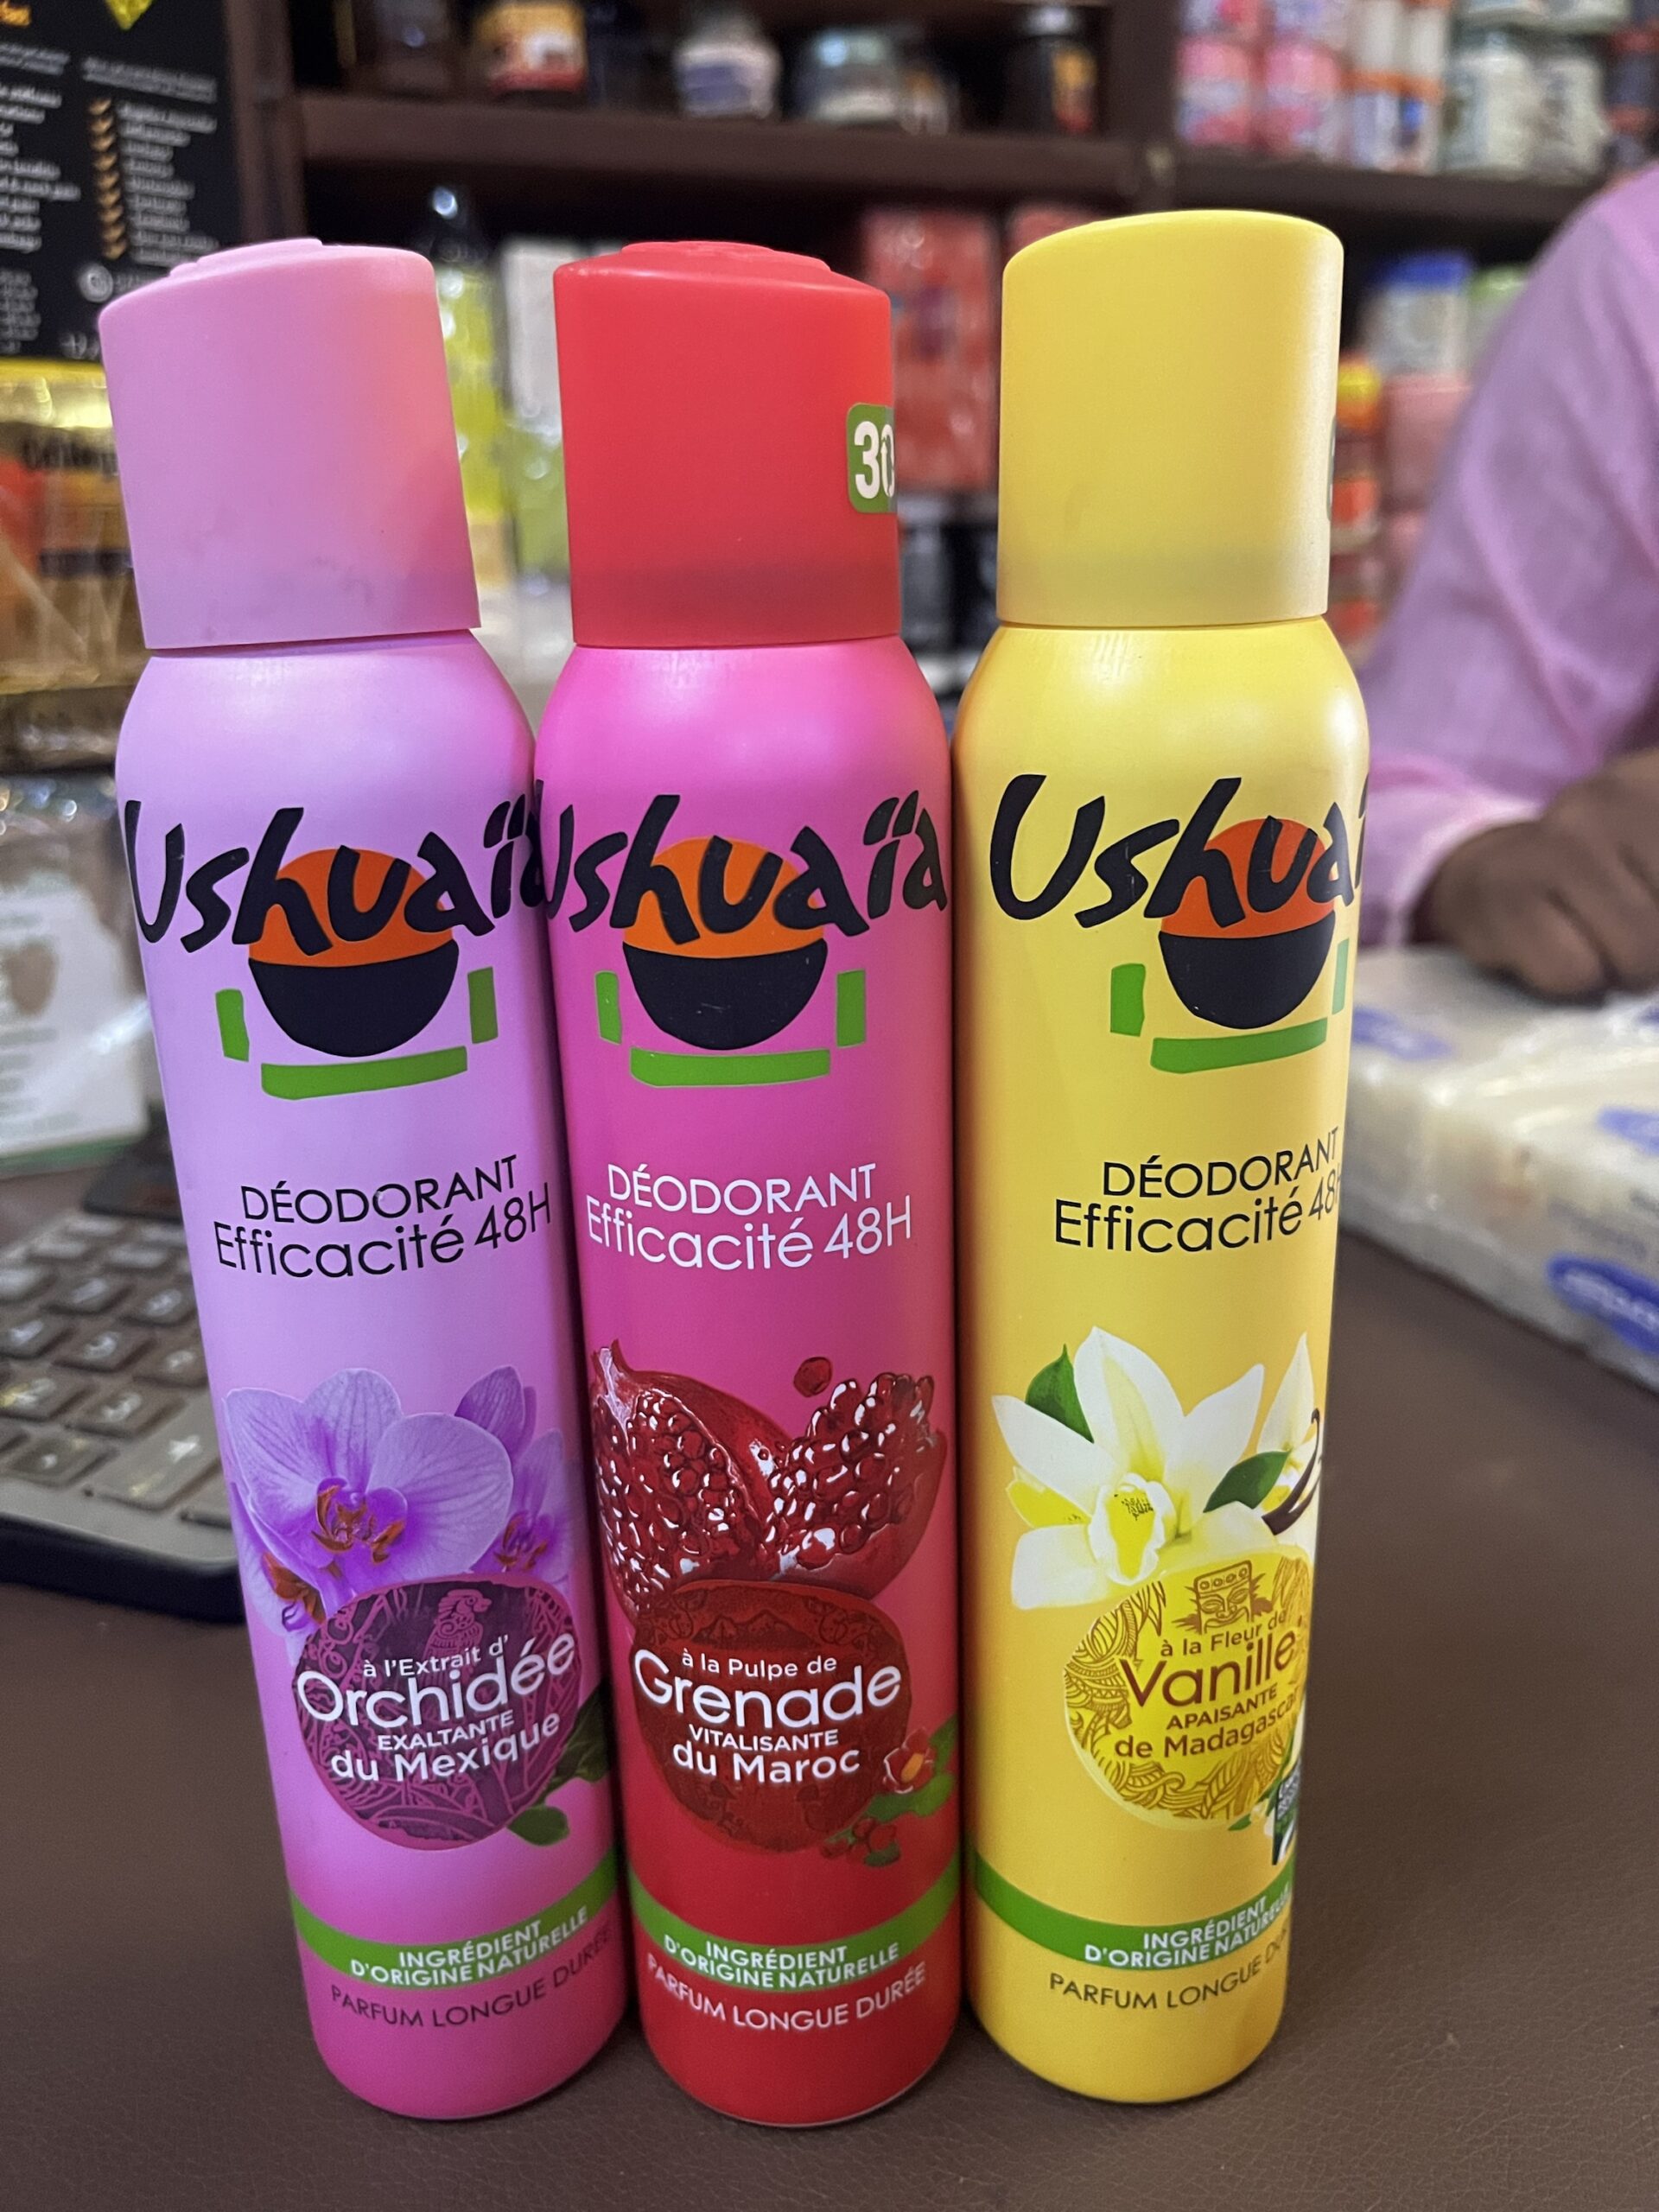 Ushuaïa
DÉODORANT
Efficacité 48H
à l'Extrait d'
Orchidée
EXALTANTE
du Mexique
INGRÉDIENT
D'ORIGINE NATURELLE
PARFUM LONGUE DURÉE
30
Ushuaïa
DÉODORANT
Efficacité 48H
à la Pulpe de
Grenade
VITALISANTE
du Maroc
INGRÉDIENT
D'ORIGINE NATURELLE
PARFUM LONGUE DURÉE
Ushuaï
DÉODORANT
Efficacité 48
à la Fleur de
Vanille
APAISANTE
de Madagascar
INGRÉDIENT
D'ORIGINE NATURELLE
PARFUM LONGUE